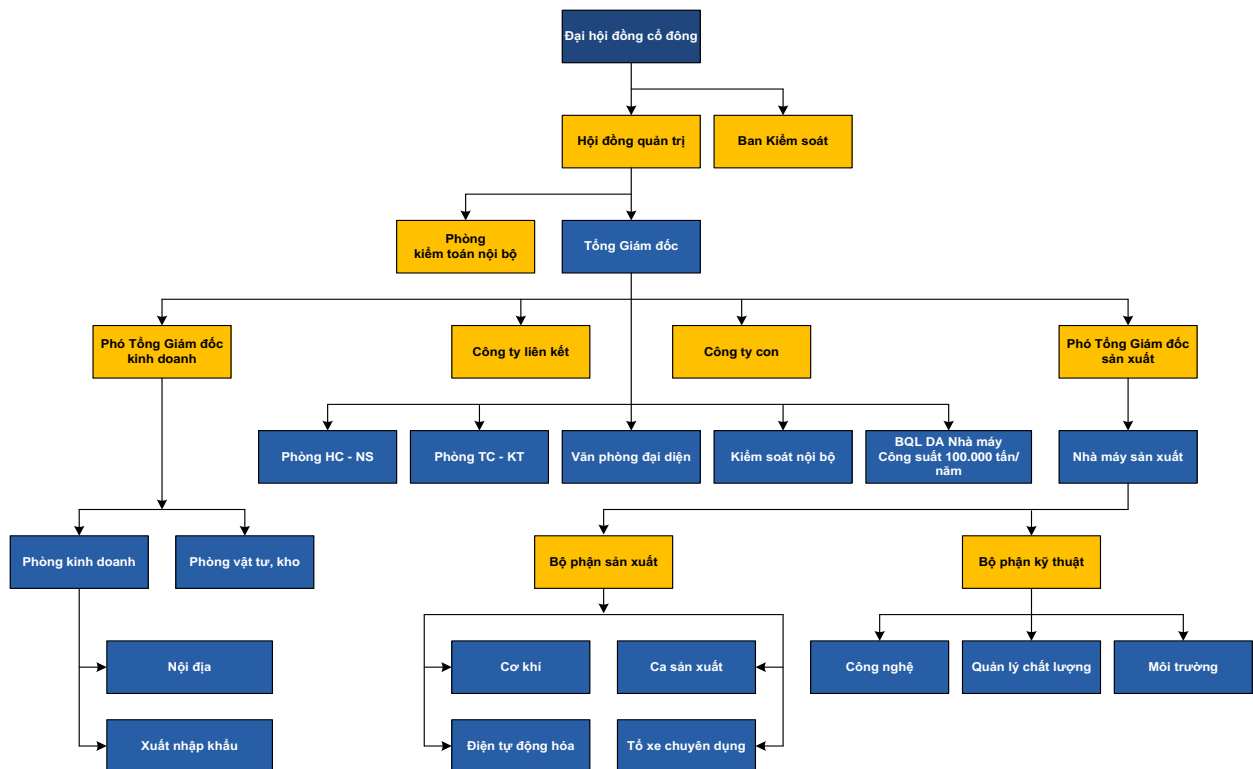 Đại hội đồng cổ đông
Hội đồng quản trị
Ban Kiểm soát
Phòng
kiểm toán nội bộ
Tổng Giám đốc
Phó Tổng Giám đốc
kinh doanh
Công ty liên kết
Công ty con
Phó Tổng Giám đốc
sản xuất
Phòng HC - NS
Phòng TC - KT
Văn phòng đại diện
Kiểm soát nội bộ
BQL DA Nhà máy
Công suất 100.000 tấn/
năm
Nhà máy sản xuất
Phòng kinh doanh
Phòng vật tư, kho
Bộ phận sản xuất
Bộ phận kỹ thuật
Nội địa
Cơ khí
Ca sản xuất
Công nghệ
Quản lý chất lượng
Môi trường
Xuất nhập khẩu
Điện tự động hóa
Tổ xe chuyên dụng